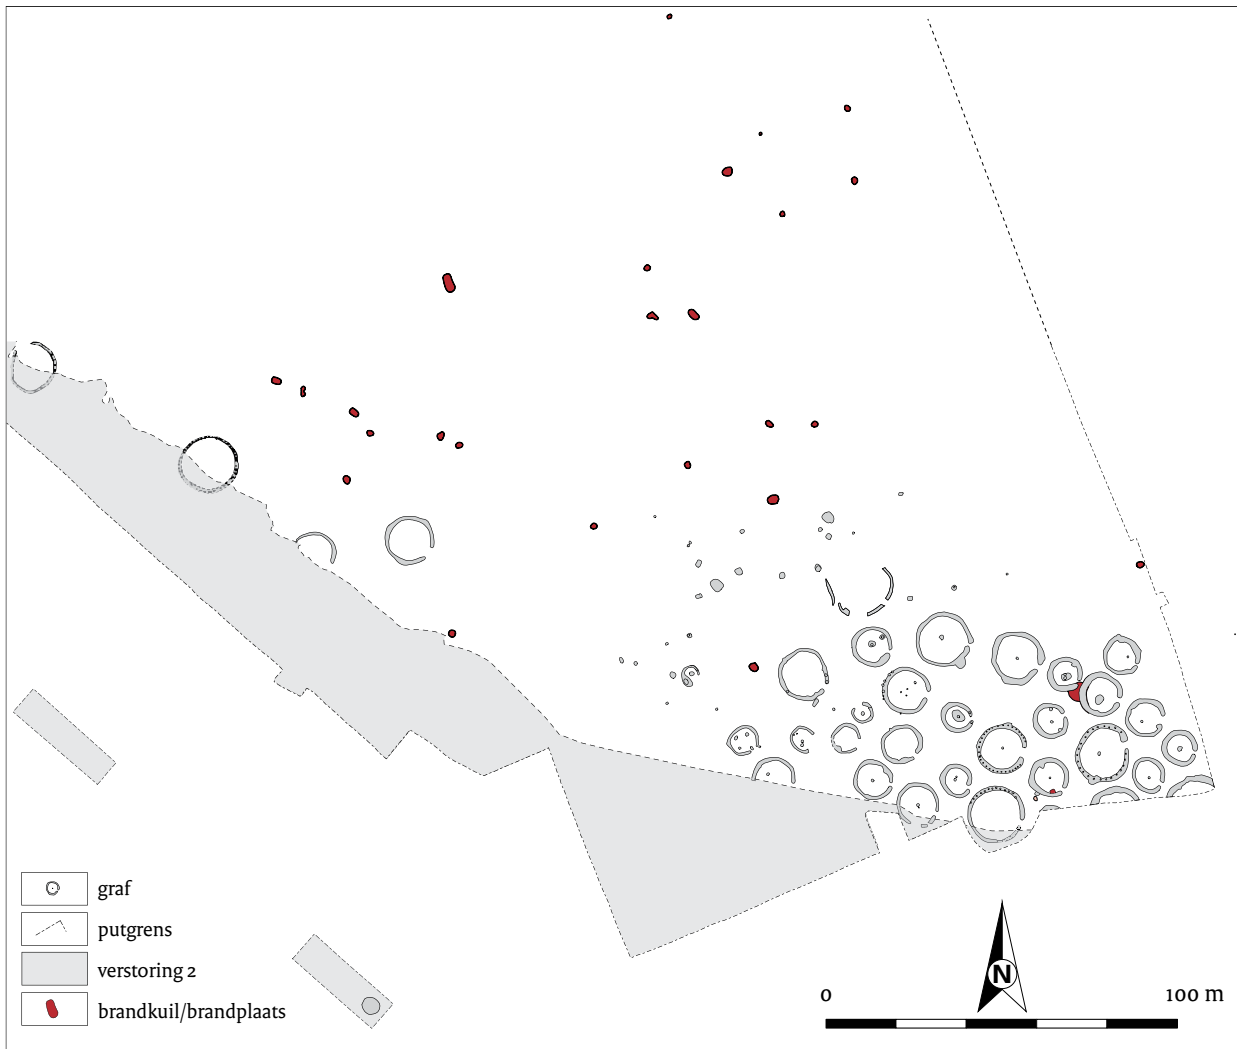 graf
putgrens
verstoring 2
brandkuil/brandplaats
N
0 100 m